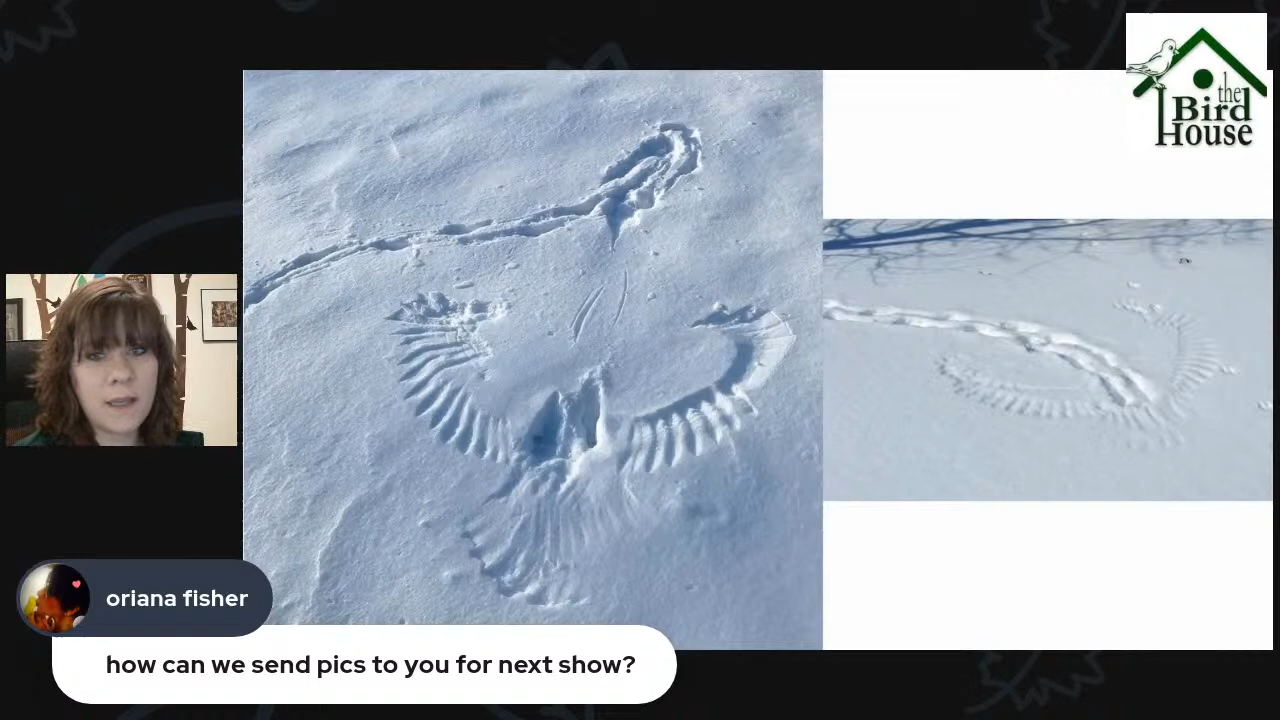 the
Bird
House
oriana fisher
how can we send pics to you for next show?